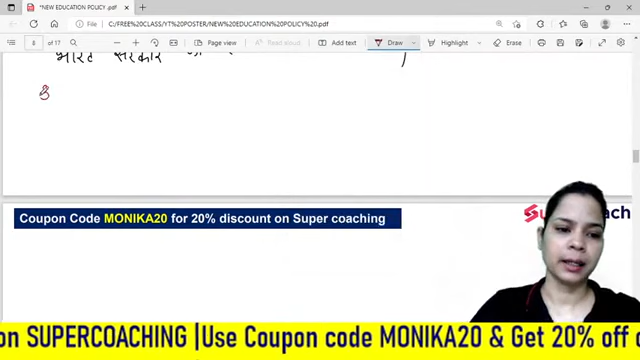 *NEW EDUCATION POLICY .pdf
C:/FREE%20CLASS/YT%20POSTER/NEW%20EDUCATION%20POLICY%20.pdf
8 of 17
Page view
Read aloud
Add text
Draw
Highlight
Erase
भारत सरकार
Coupon Code MONIKA20 for 20% discount on Super coaching
on SUPERCOACHING |Use Coupon code MONIKA20 & Get 20% off